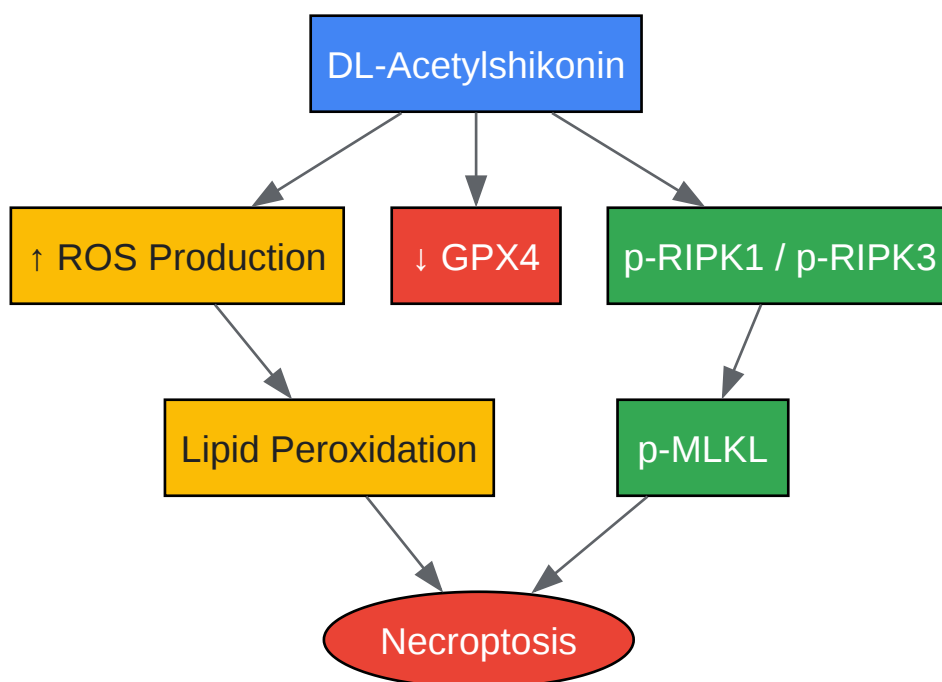 DL-Acetylshikonin
↑ ROS Production
↓ GPX4
p-RIPK1 / p-RIPK3
Lipid Peroxidation
p-MLKL
Necroptosis